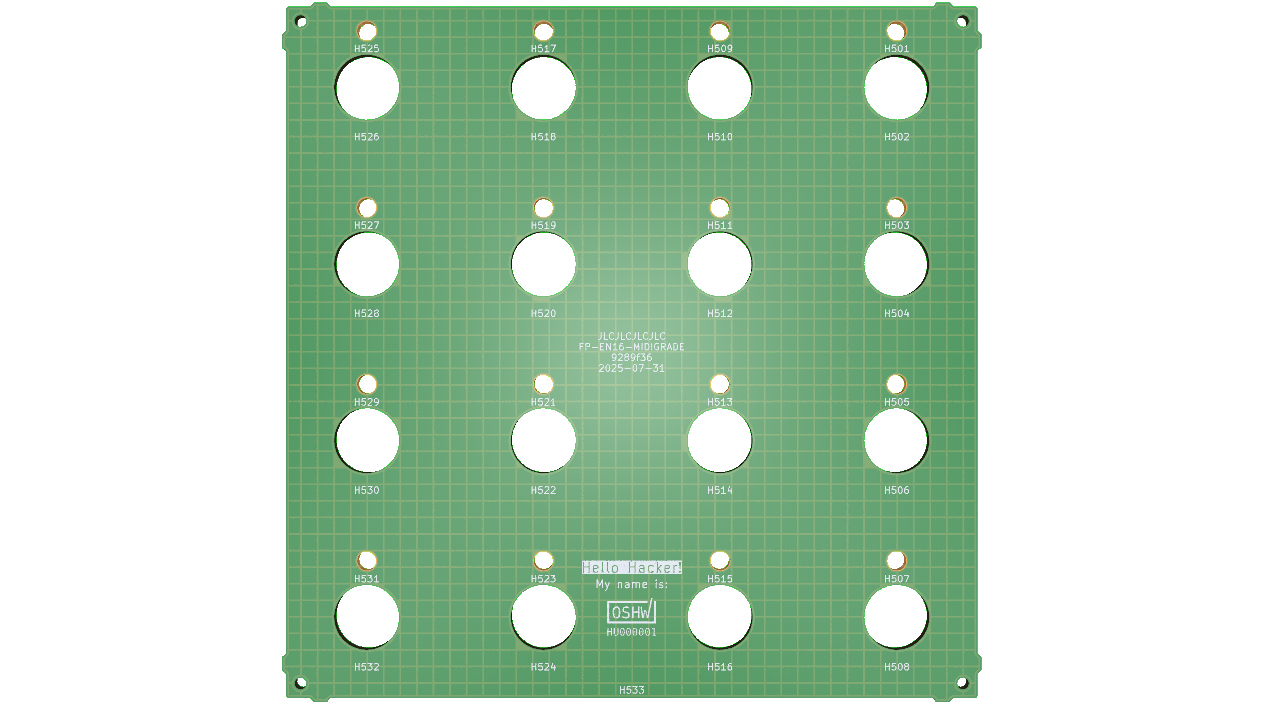 H525 H517 H509 H501
H526 H518 H510 H502
H527 H519 H511 H503
H528 H520 H512 H504
JLCJLCJLCJLC
FP-EN16-MIDIGRADE
9289f36
2025-07-31
H529 H521 H513 H505
H530 H522 H514 H506
Hello Hacker!
H531 H523 H515 H507
My name is:
OSHW
HU000001
H532 H524 H516 H508
H533